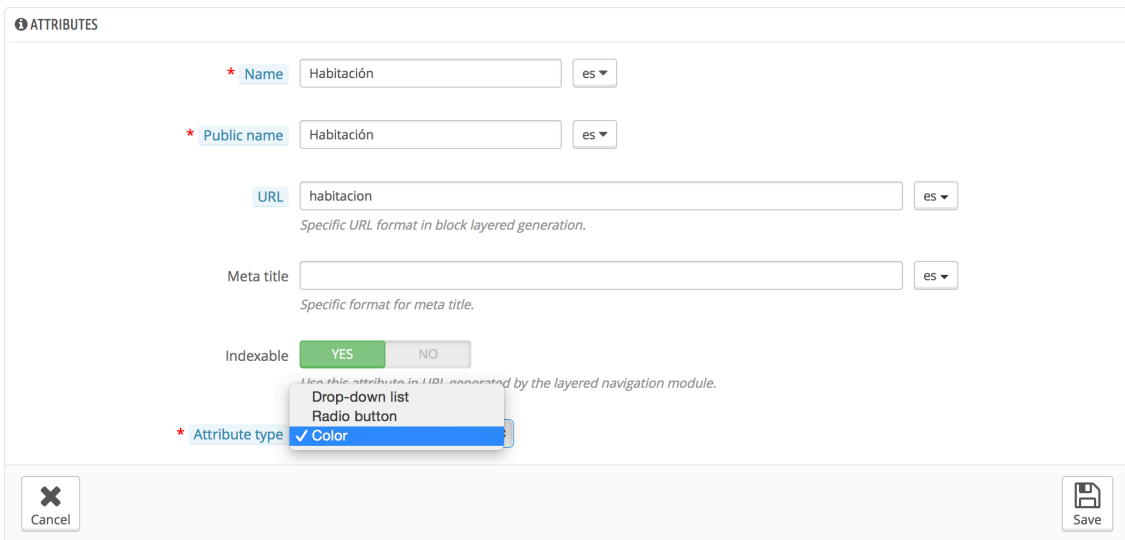 ATTRIBUTES
* Name Habitación es
* Public name Habitación es
URL habitacion es
Specific URL format in block layered generation.
Meta title es
Specific format for meta title.
Indexable YES NO
Use this attribute in URL generated by the layered navigation module.
Drop-down list
Radio button
* Attribute type ✓ Color
Cancel Save